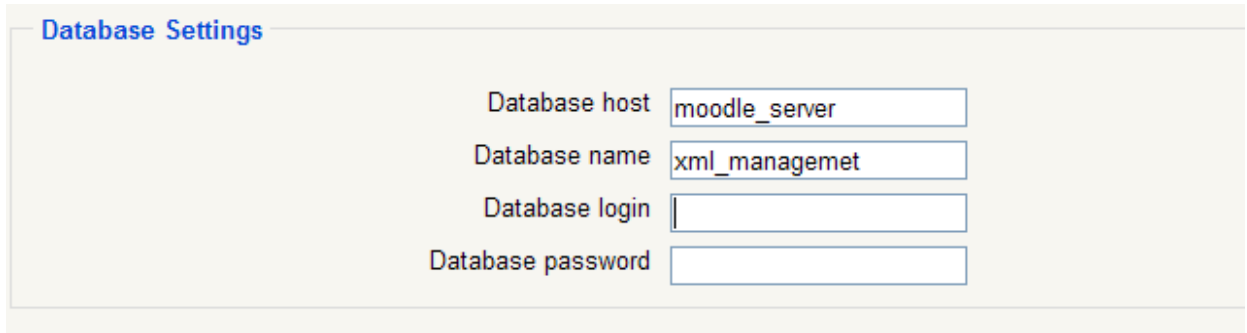 Database Settings
Database host moodle_server
Database name xml_managemet
Database login
Database password